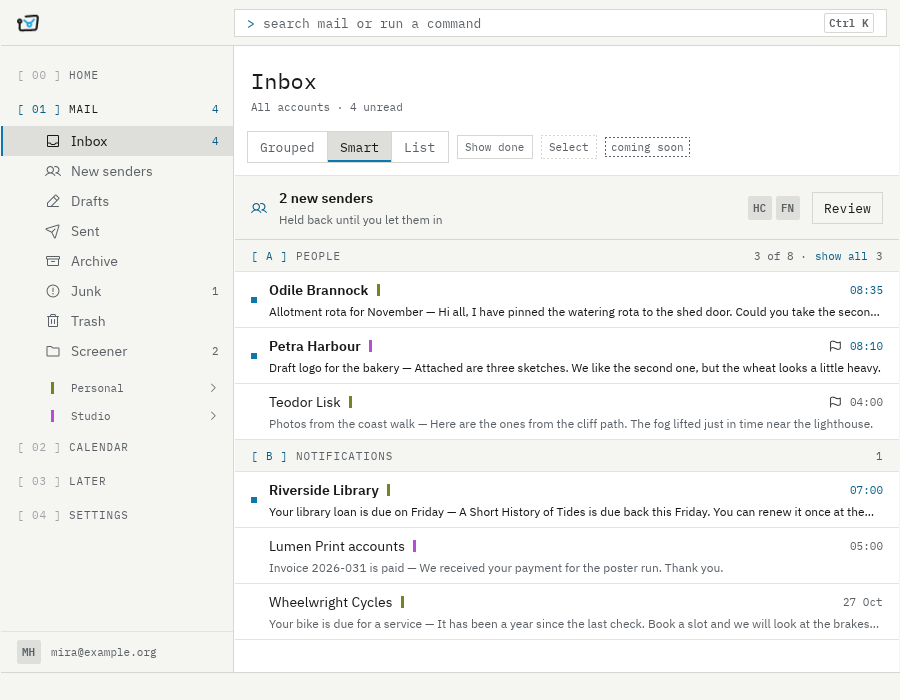 > search mail or run a command Ctrl K
[ 00 ] HOME
[ 01 ] MAIL 4
Inbox 4
New senders
Drafts
Sent
Archive
Junk 1
Trash
Screener 2
Personal
Studio
[ 02 ] CALENDAR
[ 03 ] LATER
[ 04 ] SETTINGS
MH mira@example.org
Inbox
All accounts · 4 unread
Grouped Smart List Show done Select coming soon
2 new senders
Held back until you let them in
HC FN Review
[ A ] PEOPLE 3 of 8 · show all 3
Odile Brannock 08:35
Allotment rota for November — Hi all, I have pinned the watering rota to the shed door. Could you take the secon...
Petra Harbour 08:10
Draft logo for the bakery — Attached are three sketches. We like the second one, but the wheat looks a little heavy.
Teodor Lisk 04:00
Photos from the coast walk — Here are the ones from the cliff path. The fog lifted just in time near the lighthouse.
[ B ] NOTIFICATIONS 1
Riverside Library 07:00
Your library loan is due on Friday — A Short History of Tides is due back this Friday. You can renew it once at the...
Lumen Print accounts 05:00
Invoice 2026-031 is paid — We received your payment for the poster run. Thank you.
Wheelwright Cycles 27 Oct
Your bike is due for a service — It has been a year since the last check. Book a slot and we will look at the brakes...